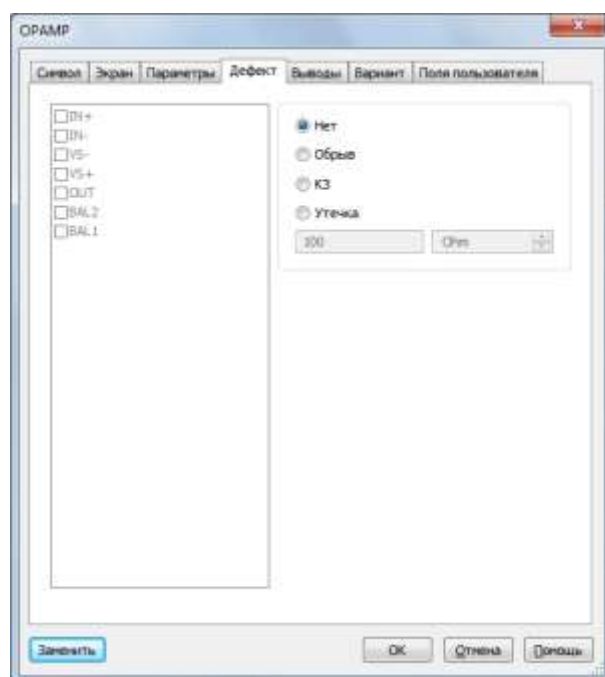 OPAMP
Символ Экран Параметры Дефект Выводы Вариант Поля пользователя
IN+
IN-
VS-
VS+
OUT
BAL2
BAL1
Нет
Обрыв
КЗ
Утечка
100 Ohm
Заменить OK Отмена Помощь